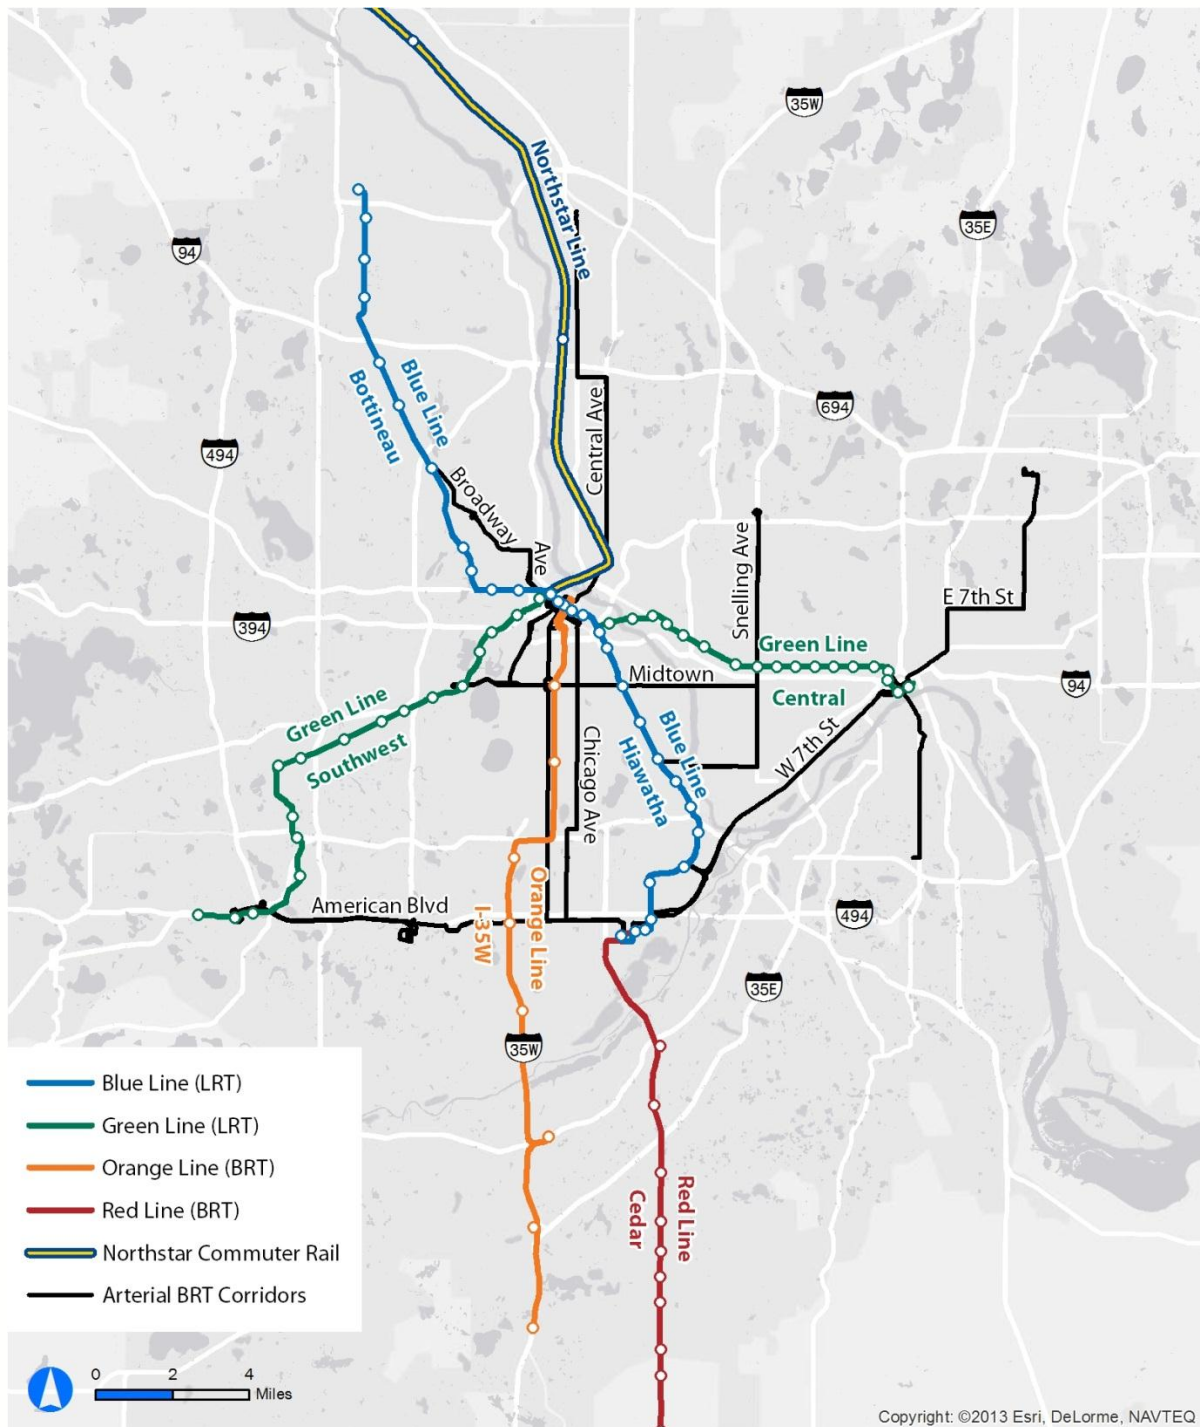 35W
Northstar Line
35E
94
Blue Line
Bottineau
Central Ave
694
494
Broadway
Ave
Snelling Ave
E 7th St
394
Green Line
Midtown
Central
94
Green Line
Southwest
Blue Line
Hiawatha
Chicago Ave
W 7th St
American Blvd
Orange Line
I-35W
494
35E
35W
Red Line
Cedar
Blue Line (LRT)
Green Line (LRT)
Orange Line (BRT)
Red Line (BRT)
Northstar Commuter Rail
Arterial BRT Corridors
0 2 4
Miles
Copyright: ©2013 Esri, DeLorme, NAVTEQ